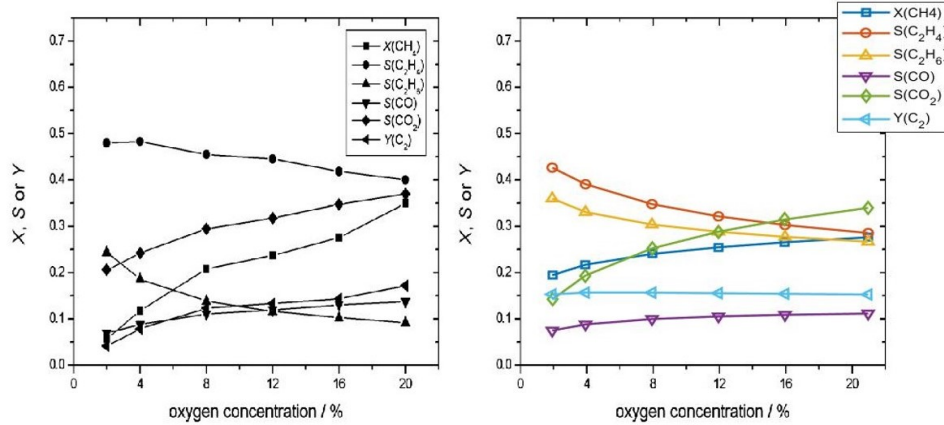 0.7
0.6
0.5
0.4
0.3
0.2
0.1
0.0
X, S or Y
0
4
8
12
16
20
oxygen concentration / %
X(CH₄)
S(C₂H₄)
S(C₂H₆)
S(CO)
S(CO₂)
Y(C₂)
0.7
0.6
0.5
0.4
0.3
0.2
0.1
0.0
X, S or Y
0
4
8
12
16
20
oxygen concentration / %
X(CH4)
S(C₂H₄)
S(C₂H₆)
S(CO)
S(CO₂)
Y(C₂)